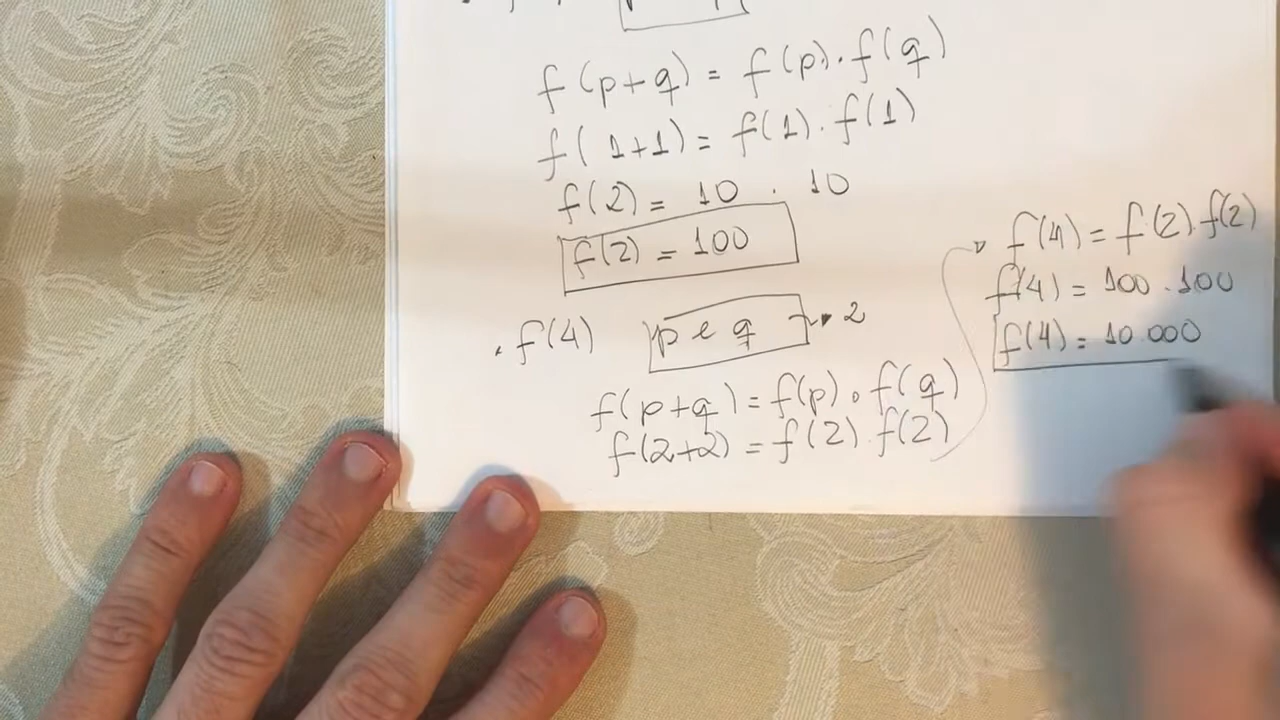 f(p+q) = f(p).f(q)
f(1+1) = f(1).f(1)
f(2) = 10 . 10
f(2) = 100
. f(4) p e q 2
f(p+q) = f(p).f(q)
f(2+2) = f(2).f(2)
f(4) = f(2).f(2)
f(4) = 100.100
f(4) = 10.000